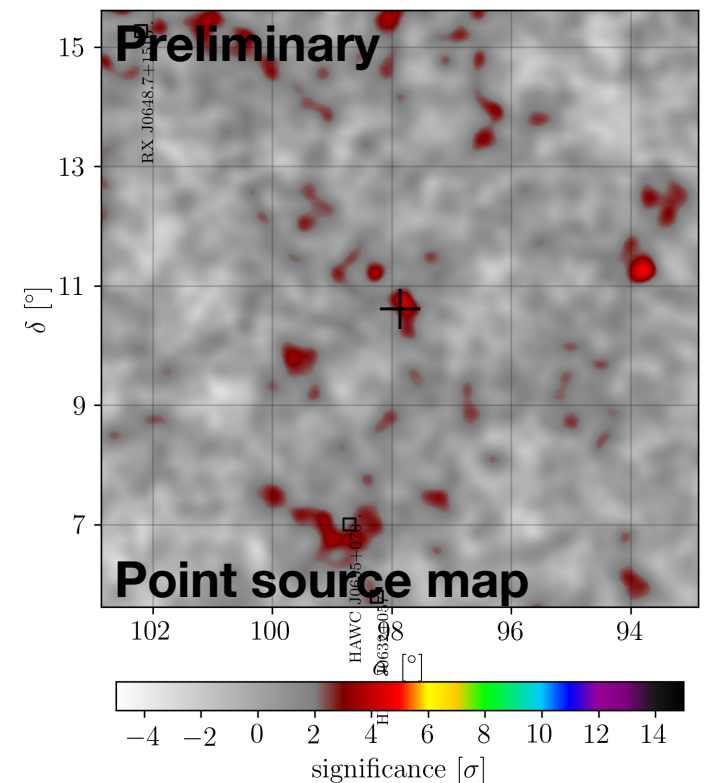 Preliminary
RX J0648.7+15
15
13
11
9
7
δ [°]
HAWC J0635+070
Point source map
102 100 98 96 94
[°]
−4 −2 0 2 4 6 8 10 12 14
significance [σ]